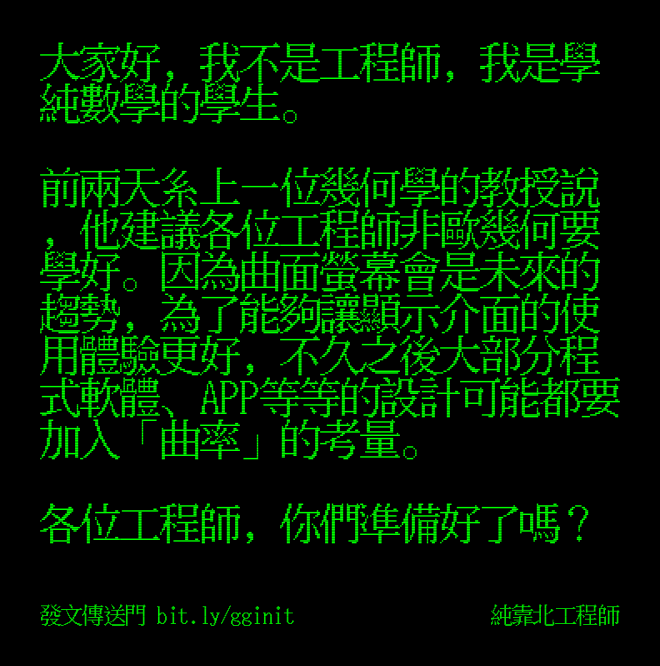 大家好，我不是工程師，我是學
純數學的學生。
前兩天系上一位幾何學的教授說
，他建議各位工程師非歐幾何要
學好。因為曲面螢幕會是未來的
趨勢，為了能夠讓顯示介面的使
用體驗更好，不久之後大部分程
式軟體、APP等等的設計可能都要
加入「曲率」的考量。
各位工程師，你們準備好了嗎？
發文傳送門 bit.ly/gginit
純靠北工程師